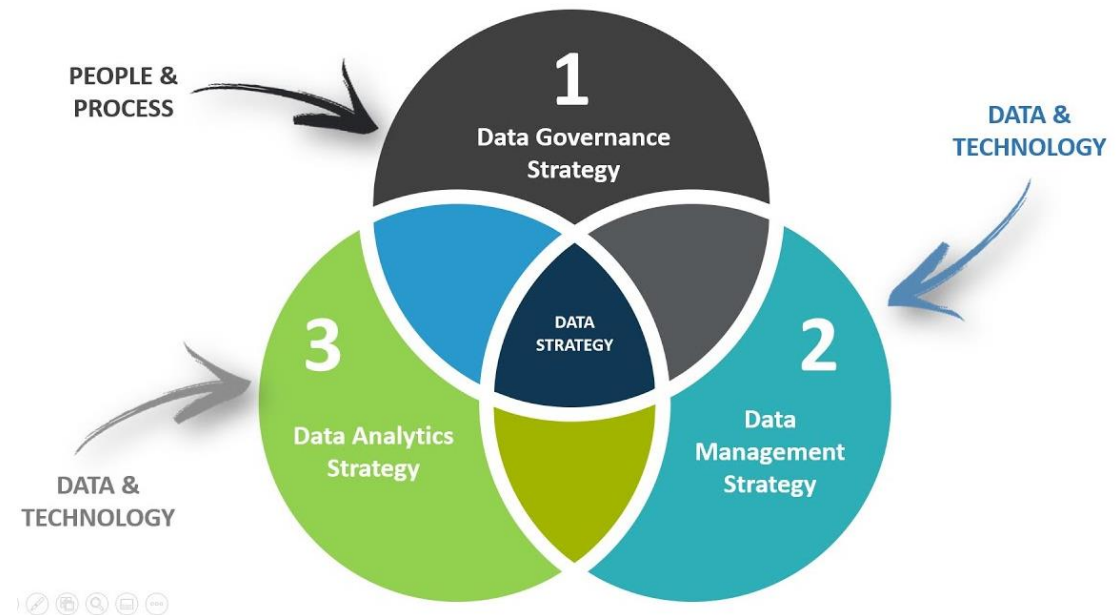 PEOPLE &
PROCESS
1
Data Governance
Strategy
DATA &
TECHNOLOGY
DATA
STRATEGY
3
Data Analytics
Strategy
2
Data
Management
Strategy
DATA &
TECHNOLOGY